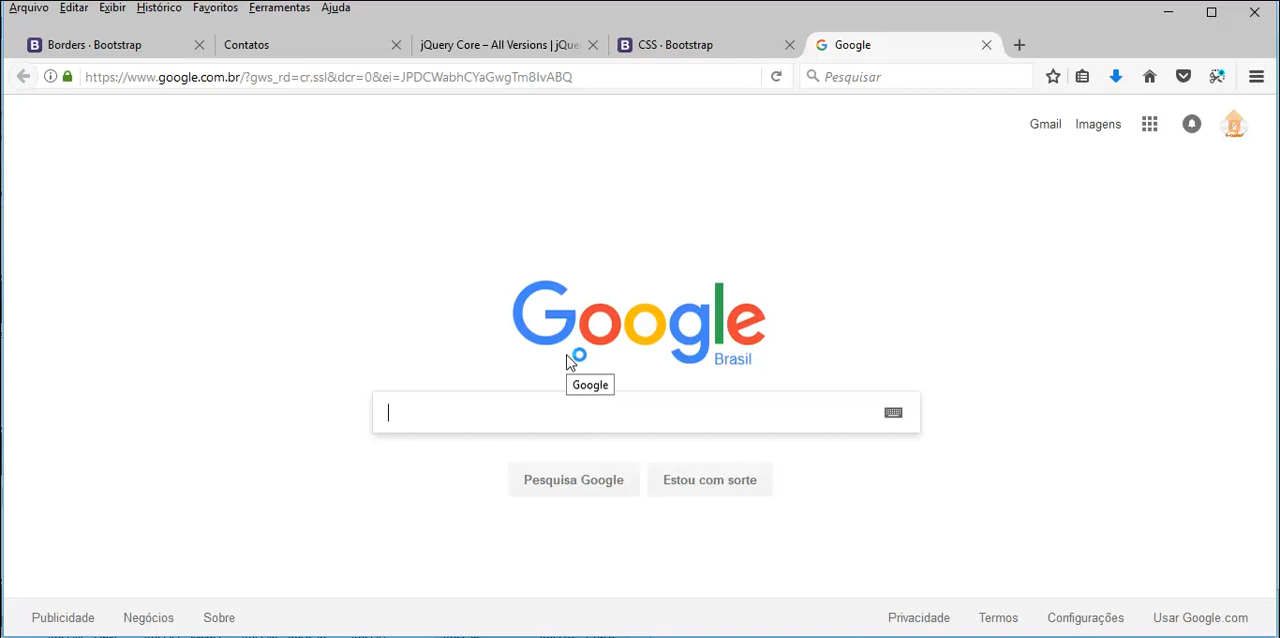 Arquivo Editar Exibir Histórico Favoritos Ferramentas Ajuda
Borders · Bootstrap Contatos jQuery Core – All Versions | jQue CSS · Bootstrap Google
https://www.google.com.br/?gws_rd=cr,ssl&dcr=0&ei=JPDCWabhCYaGwgTm8IvABQ Pesquisar
Gmail Imagens
Google
Brasil
Google
Pesquisa Google Estou com sorte
Publicidade Negócios Sobre Privacidade Termos Configurações Usar Google.com